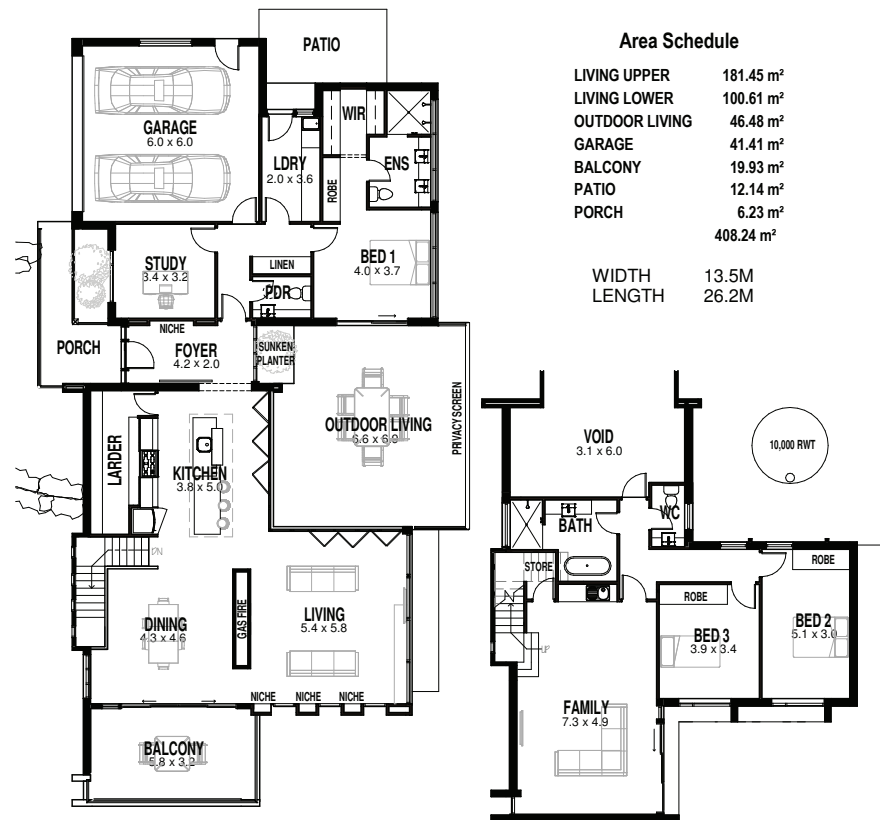 PATIO
GARAGE
6.0 x 6.0
WIR
LDRY
2.0 x 3.6
ENS
ROBE
STUDY
3.4 x 3.2
LINEN
BED 1
4.0 x 3.7
PDR
NICHE
PORCH
FOYER
4.2 x 2.0
SUNKEN
PLANTER
OUTDOOR LIVING
6.6 x 6.9
PRIVACY SCREEN
LARDER
KITCHEN
3.8 x 5.0
DN
GAS FIRE
DINING
4.3 x 4.6
LIVING
5.4 x 5.8
NICHE NICHE NICHE
BALCONY
5.8 x 3.2
Area Schedule
LIVING UPPER 181.45 m²
LIVING LOWER 100.61 m²
OUTDOOR LIVING 46.48 m²
GARAGE 41.41 m²
BALCONY 19.93 m²
PATIO 12.14 m²
PORCH 6.23 m²
408.24 m²
WIDTH 13.5M
LENGTH 26.2M
VOID
3.1 x 6.0
10,000 RWT
BATH
WC
STORE
ROBE
ROBE
BED 2
5.1 x 3.0
BED 3
3.9 x 3.4
FAMILY
7.3 x 4.9